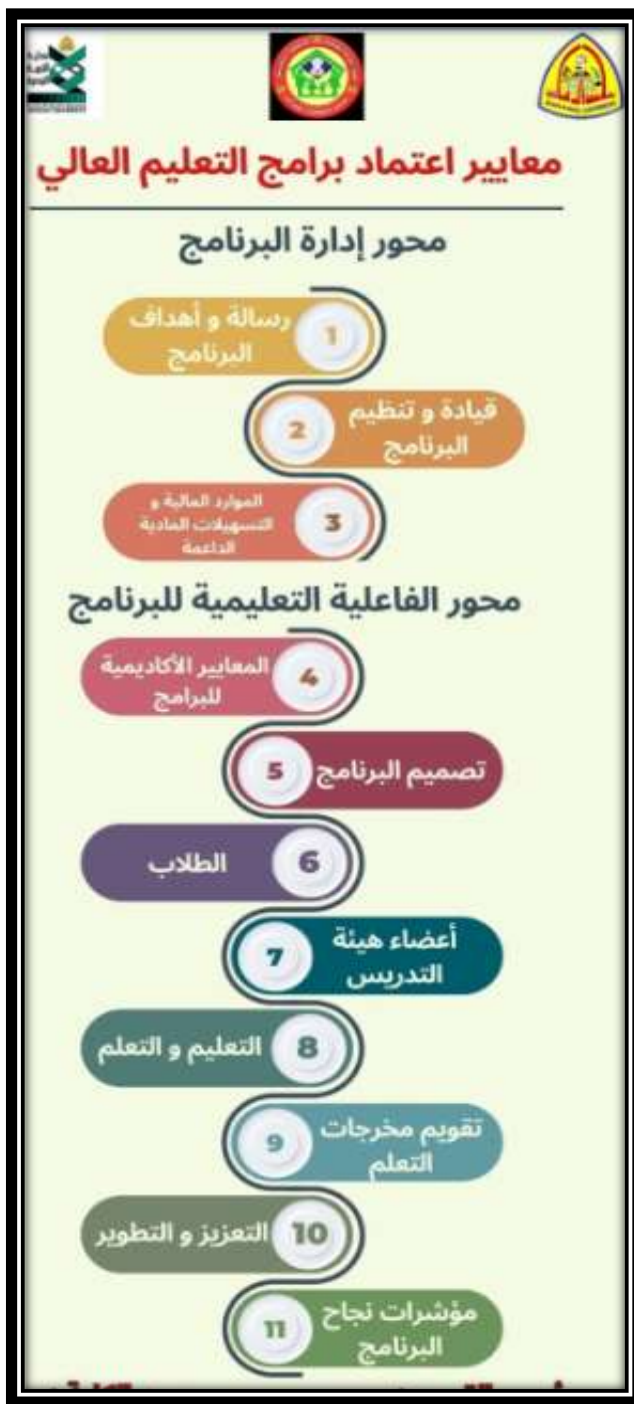 معايير اعتماد برامج التعليم العالي
محور إدارة البرنامج
رسالة و أهداف
البرنامج
1
قيادة و تنظيم
البرنامج
2
الموارد المالية و
التسهيلات المادية
الداعمة
3
محور الفاعلية التعليمية للبرنامج
المعايير الأكاديمية
للبرامج
4
تصميم البرنامج
5
الطلاب
6
أعضاء هيئة
التدريس
7
التعليم و التعلم
8
تقويم مخرجات
التعلم
9
التعزيز و التطوير
10
مؤشرات نجاح
البرنامج
11